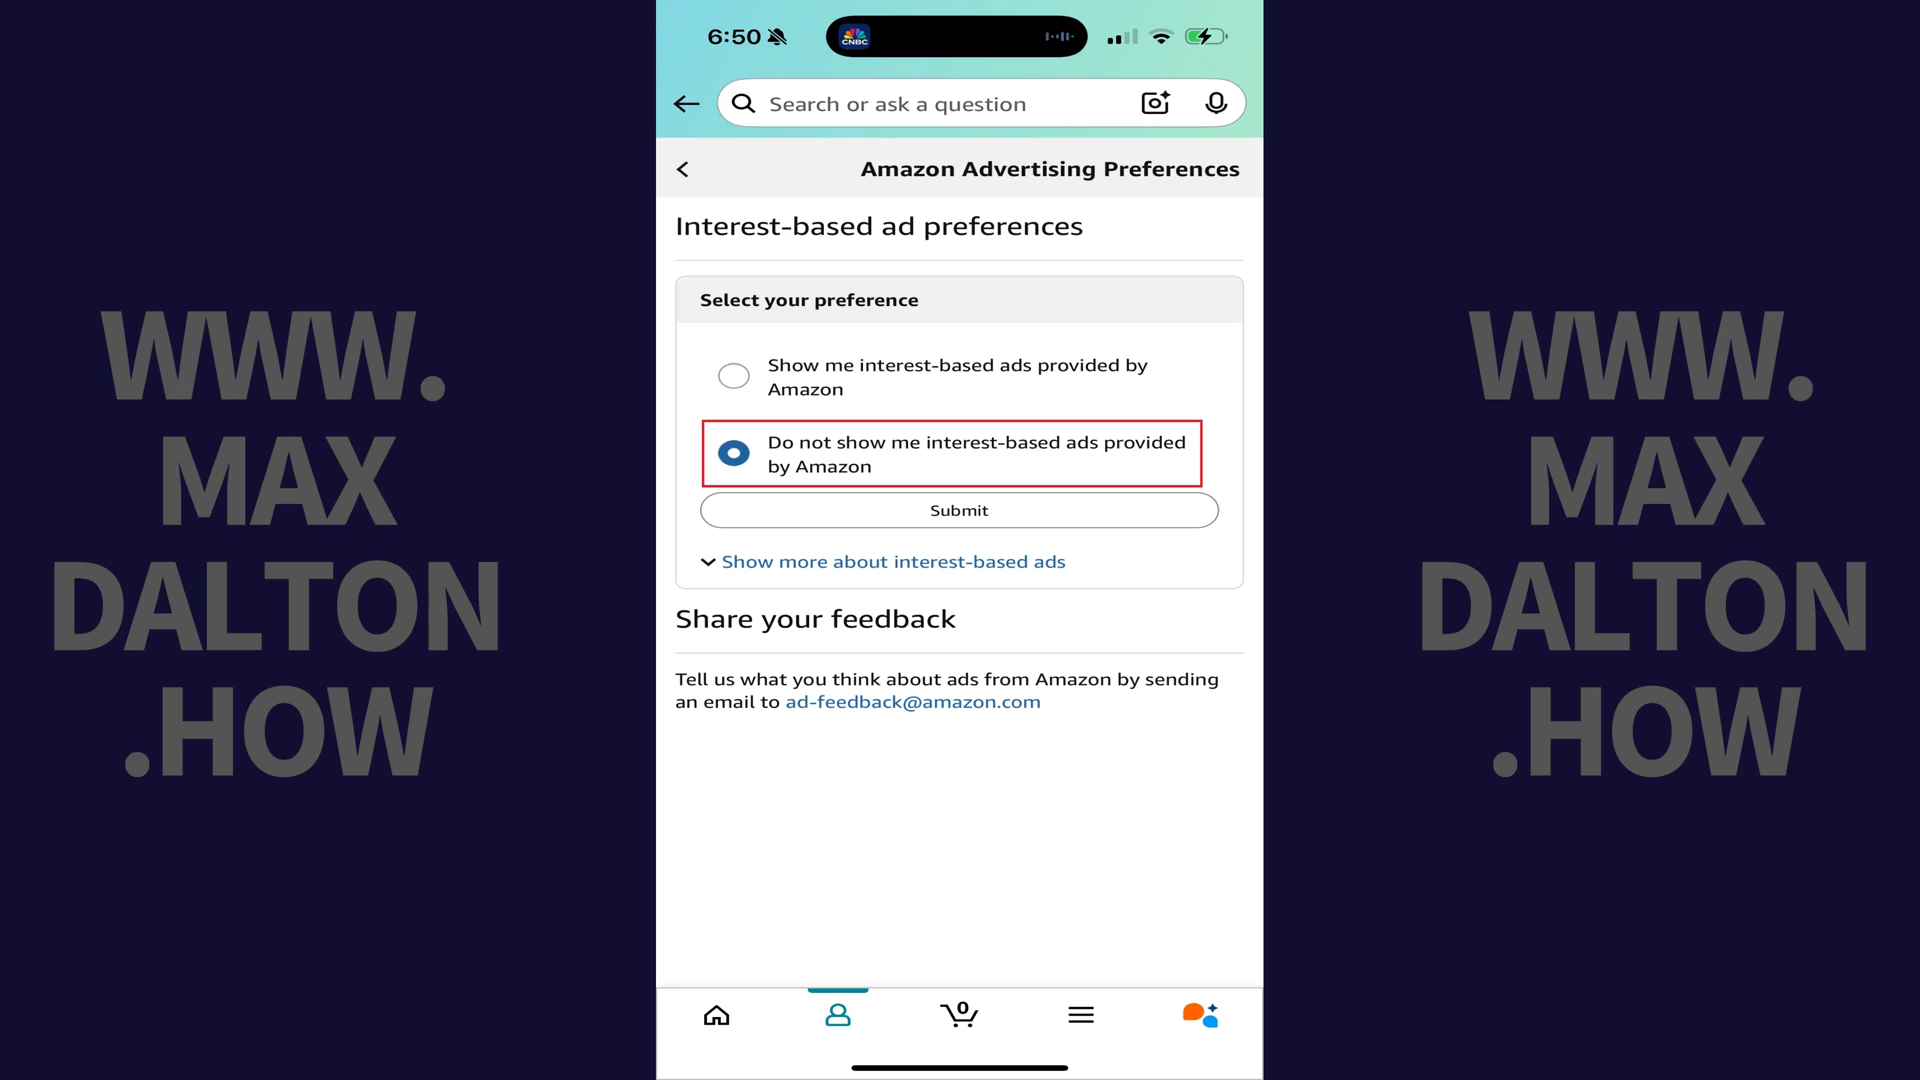 6:50
CNBC
Search or ask a question
Amazon Advertising Preferences
Interest-based ad preferences
Select your preference
Show me interest-based ads provided by
Amazon
Do not show me interest-based ads provided
by Amazon
Submit
Show more about interest-based ads
Share your feedback
Tell us what you think about ads from Amazon by sending
an email to ad-feedback@amazon.com
0
WWW.
MAX
DALTON
.HOW
WWW.
MAX
DALTON
.HOW